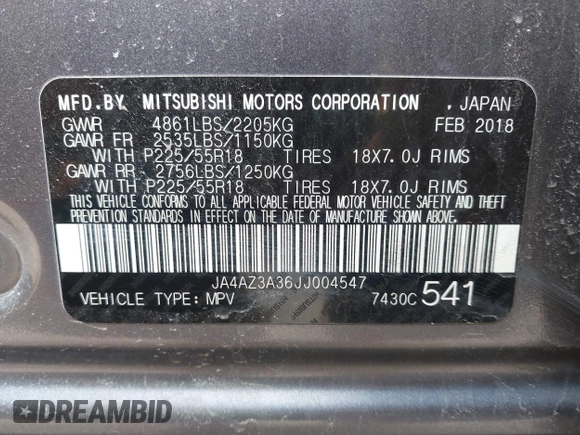 MFD.BY MITSUBISHI MOTORS CORPORATION , JAPAN
GVWR 4861LBS/2205KG FEB 2018
GAWR FR 2535LBS/1150KG
WITH P225/55R18 TIRES 18X7.0J RIMS
GAWR RR 2756LBS/1250KG
WITH P225/55R18 TIRES 18X7.0J RIMS
THIS VEHICLE CONFORMS TO ALL APPLICABLE FEDERAL MOTOR VEHICLE SAFETY AND THEFT
PREVENTION STANDARDS IN EFFECT ON THE DATE OF MANUFACTURE SHOWN ABOVE.
JA4AZ3A36JJ004547
VEHICLE TYPE: MPV 7430C 541
DREAMBID